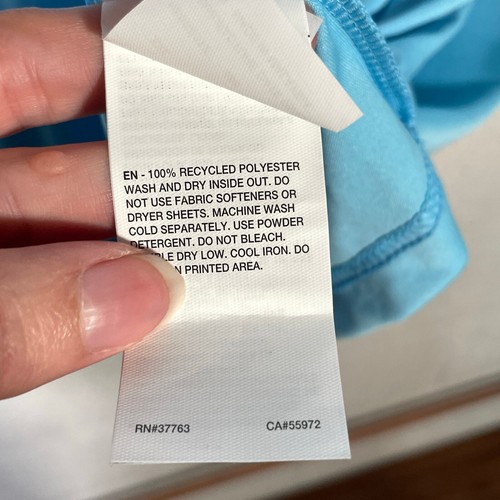 EN - 100% RECYCLED POLYESTER
WASH AND DRY INSIDE OUT. DO
NOT USE FABRIC SOFTENERS OR
DRYER SHEETS. MACHINE WASH
COLD SEPARATELY. USE POWDER
DETERGENT. DO NOT BLEACH.
DRY LOW. COOL IRON. DO
PRINTED AREA.
RN#37763 CA#55972